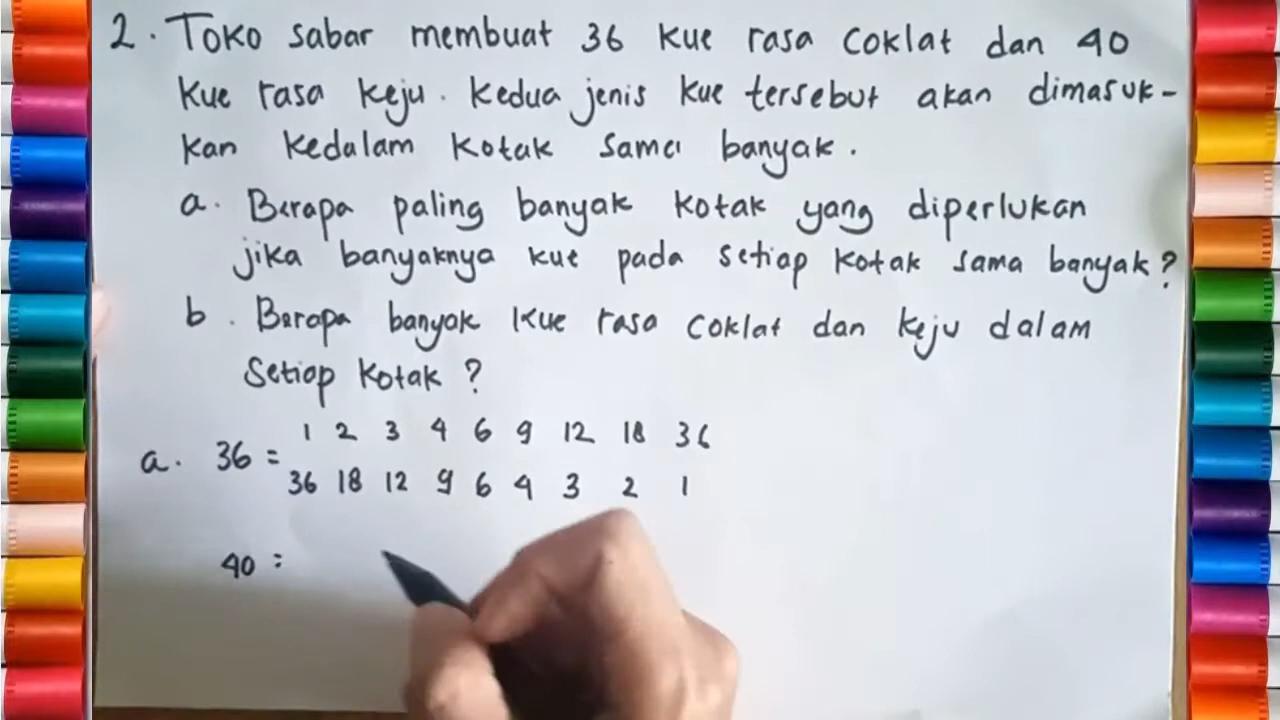 2. Toko sabar membuat 36 kue rasa coklat dan 40
kue rasa keju. Kedua jenis kue tersebut akan dimasuk-
kan kedalam kotak sama banyak.
a. Berapa paling banyak kotak yang diperlukan
jika banyaknya kue pada setiap kotak sama banyak?
b. Berapa banyak kue rasa coklat dan keju dalam
setiap kotak?
a. 36 =
1 2 3 4 6 9 12 18 36
36 18 12 9 6 4 3 2 1
40 =